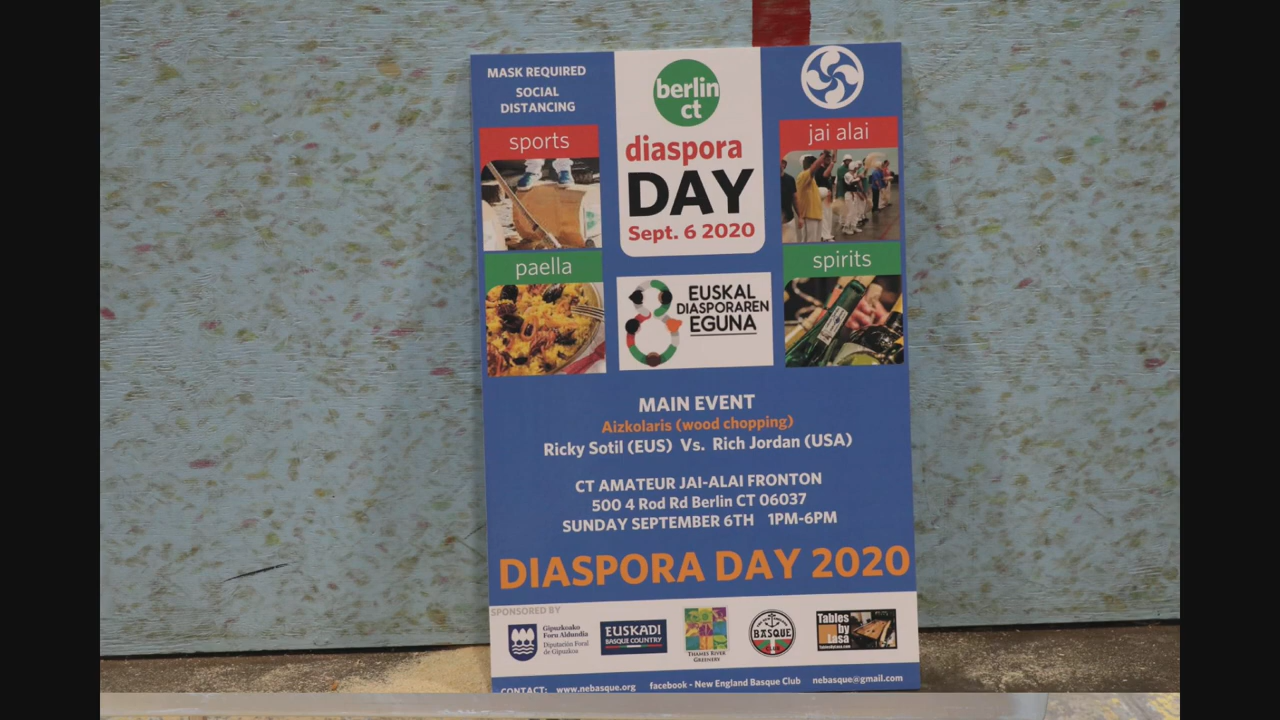 MASK REQUIRED
SOCIAL
DISTANCING
berlin
ct
diaspora
DAY
Sept. 6 2020
sports
jai alai
paella
spirits
EUSKAL
DIASPORAREN
EGUNA
MAIN EVENT
Aizkolaris (wood chopping)
Ricky Sotil (EUS) Vs. Rich Jordan (USA)
CT AMATEUR JAI-ALAI FRONTON
500 4 Rod Rd Berlin CT 06037
SUNDAY SEPTEMBER 6TH 1PM-6PM
DIASPORA DAY 2020
SPONSORED BY
Gipuzkoako
Foru Aldundia
Diputación Foral
de Gipuzkoa
EUSKADI
BASQUE COUNTRY
THAMES RIVER
GREENERY
BASQUE
CLUB
Tables
by
Lasa
TablesByLasa.com
CONTACT: www.nebasque.org facebook - New England Basque Club nebasque@gmail.com